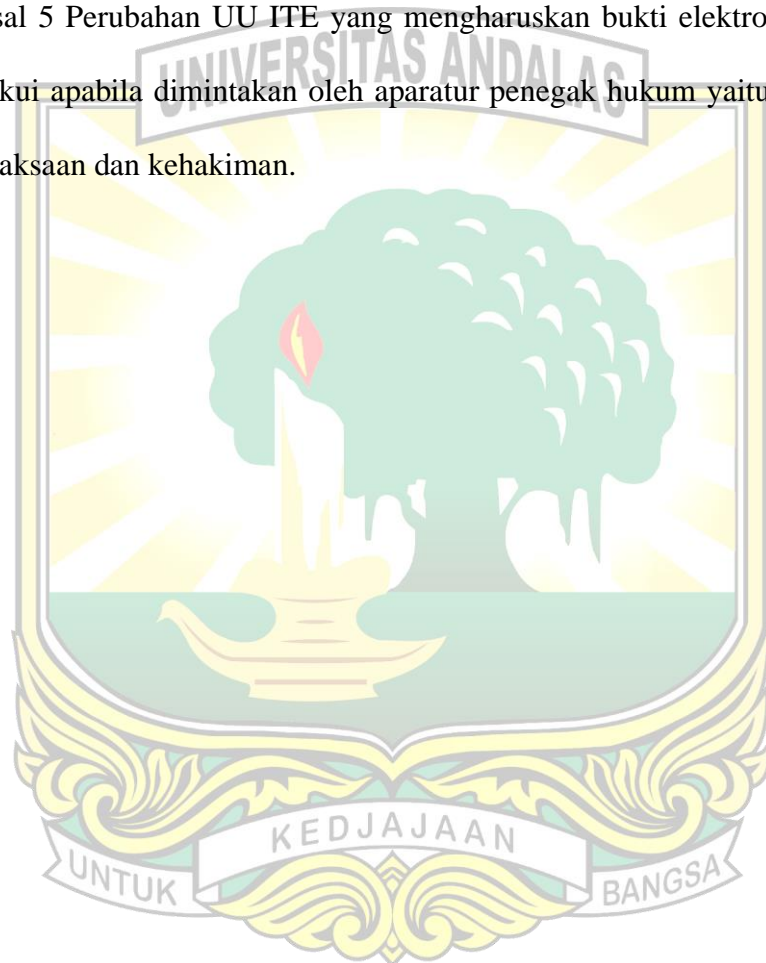 sal 5 Perubahan UU ITE yang mengharuskan bukti elektro
UNIVERSITAS ANDALAS
kui apabila dimintakan oleh aparatur penegak hukum yaitu
aksaan dan kehakiman.
KEDJAJAAN
UNTUK BANGSA